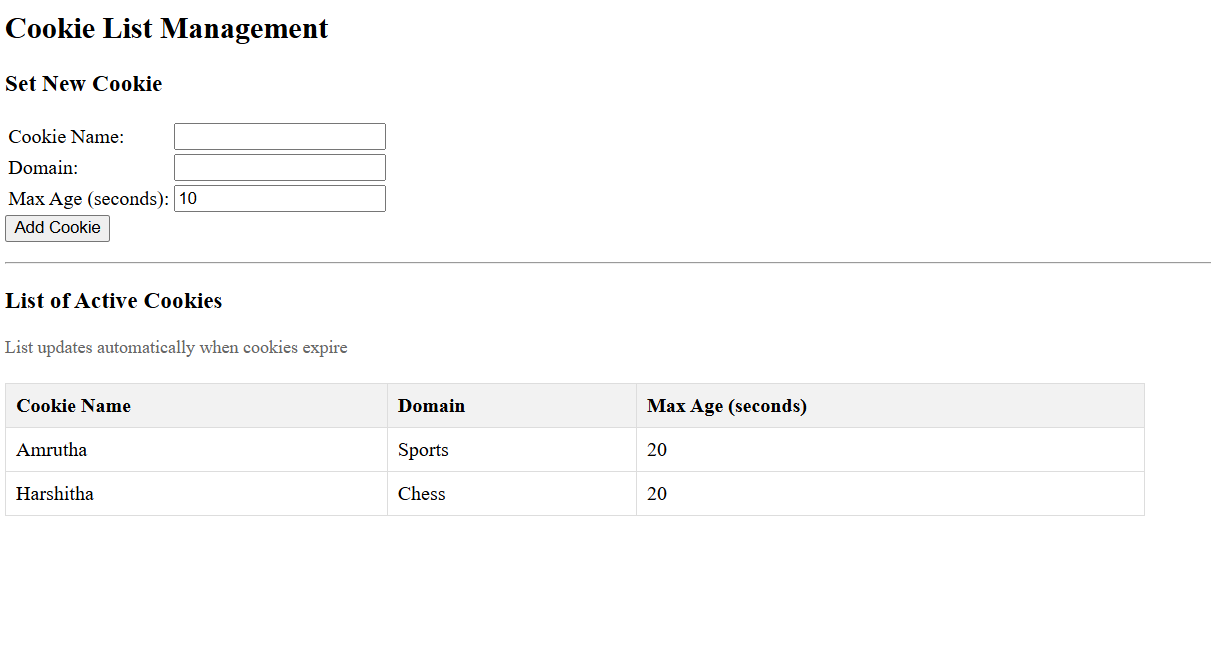 Cookie List Management
Set New Cookie
Cookie Name:
Domain:
Max Age (seconds): 10
Add Cookie
List of Active Cookies
List updates automatically when cookies expire
Cookie Name Domain Max Age (seconds)
Amrutha Sports 20
Harshitha Chess 20